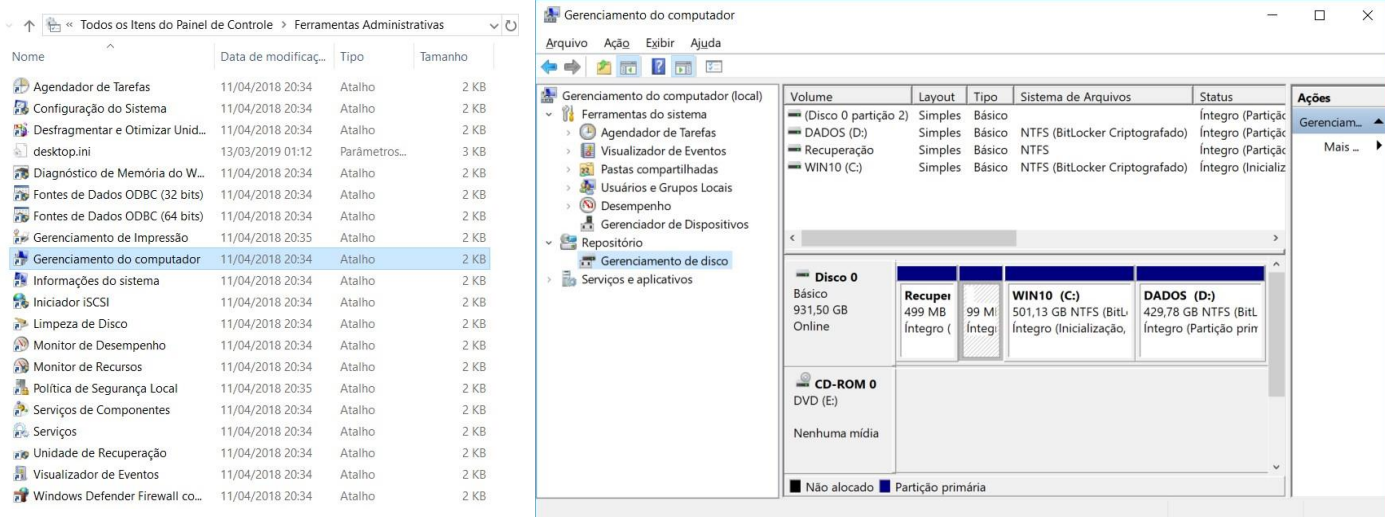 « Todos os Itens do Painel de Controle > Ferramentas Administrativas
Nome Data de modificaç... Tipo Tamanho
Agendador de Tarefas 11/04/2018 20:34 Atalho 2 KB
Configuração do Sistema 11/04/2018 20:34 Atalho 2 KB
Desfragmentar e Otimizar Unid... 11/04/2018 20:34 Atalho 2 KB
desktop.ini 13/03/2019 01:12 Parâmetros... 3 KB
Diagnóstico de Memória do W... 11/04/2018 20:34 Atalho 2 KB
Fontes de Dados ODBC (32 bits) 11/04/2018 20:34 Atalho 2 KB
Fontes de Dados ODBC (64 bits) 11/04/2018 20:34 Atalho 2 KB
Gerenciamento de Impressão 11/04/2018 20:35 Atalho 2 KB
Gerenciamento do computador 11/04/2018 20:34 Atalho 2 KB
Informações do sistema 11/04/2018 20:34 Atalho 2 KB
Iniciador iSCSI 11/04/2018 20:34 Atalho 2 KB
Limpeza de Disco 11/04/2018 20:34 Atalho 2 KB
Monitor de Desempenho 11/04/2018 20:34 Atalho 2 KB
Monitor de Recursos 11/04/2018 20:34 Atalho 2 KB
Política de Segurança Local 11/04/2018 20:35 Atalho 2 KB
Serviços de Componentes 11/04/2018 20:34 Atalho 2 KB
Serviços 11/04/2018 20:34 Atalho 2 KB
Unidade de Recuperação 11/04/2018 20:34 Atalho 2 KB
Visualizador de Eventos 11/04/2018 20:34 Atalho 2 KB
Windows Defender Firewall co... 11/04/2018 20:34 Atalho 2 KB
Gerenciamento do computador
Arquivo Ação Exibir Ajuda
Gerenciamento do computador (local)
Ferramentas do sistema
Agendador de Tarefas
Visualizador de Eventos
Pastas compartilhadas
Usuários e Grupos Locais
Desempenho
Gerenciador de Dispositivos
Repositório
Gerenciamento de disco
Serviços e aplicativos
Volume Layout Tipo Sistema de Arquivos Status
(Disco 0 partição 2) Simples Básico Íntegro (Partiçã
DADOS (D:) Simples Básico NTFS (BitLocker Criptografado) Íntegro (Partiçã
Recuperação Simples Básico NTFS Íntegro (Partiçã
WIN10 (C:) Simples Básico NTFS (BitLocker Criptografado) Íntegro (Inicializ
Disco 0
Básico
931,50 GB
Online
Recuper
499 MB
Íntegro (
99 M
Integ
WIN10 (C:)
501,13 GB NTFS (BitL
Íntegro (Inicialização,
DADOS (D:)
429,78 GB NTFS (BitL
Íntegro (Partição prin
CD-ROM 0
DVD (E:)
Nenhuma mídia
Não alocado Partição primária
Ações
Gerenciam...
Mais ...